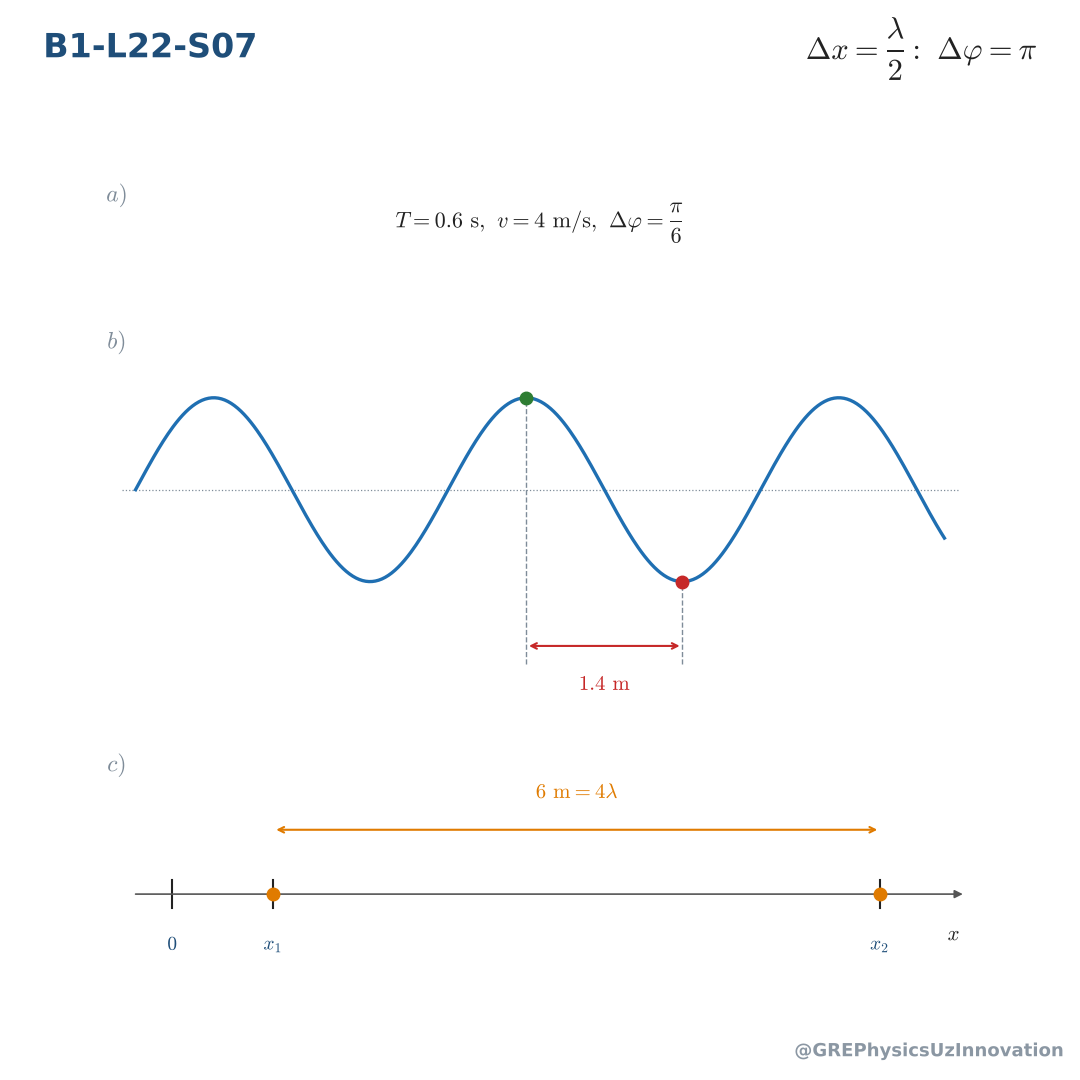 B1-L22-S07
Δx = λ/2 : Δφ = π
a)
T = 0.6 s, v = 4 m/s, Δφ = π/6
b)
1.4 m
c)
6 m = 4λ
0 x₁ x₂ x
@GREPhysicsUzInnovation